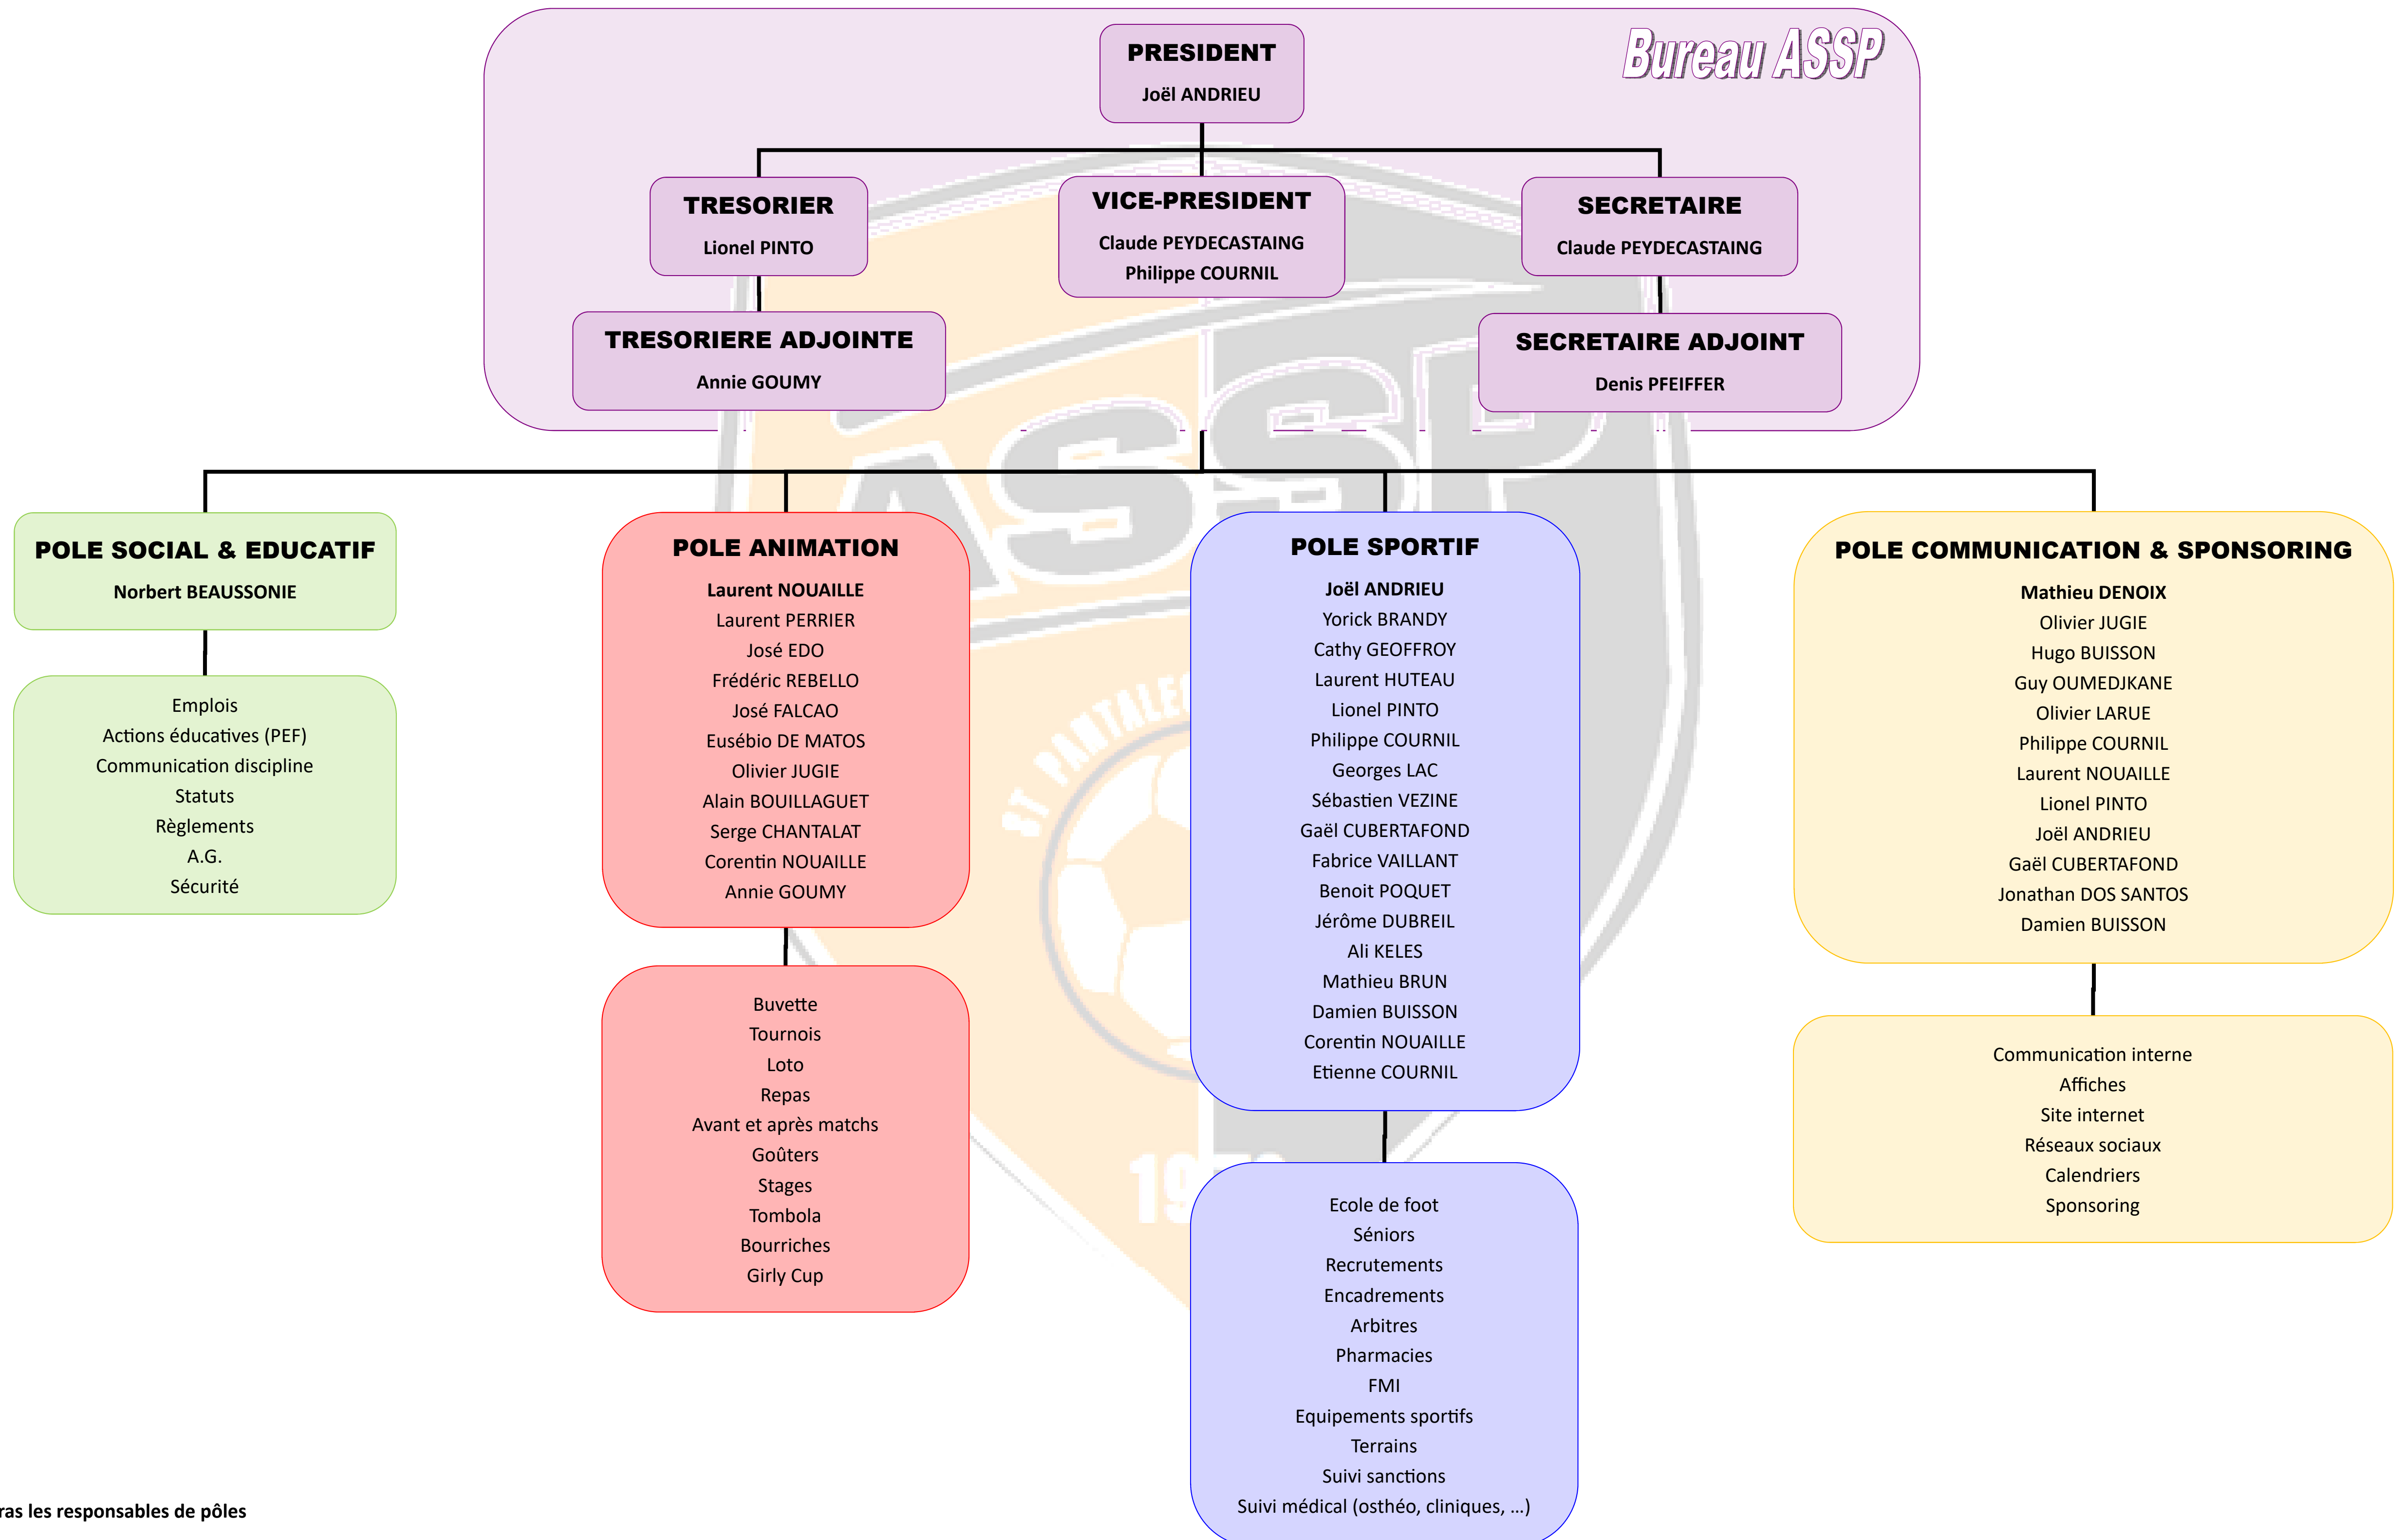 Bureau ASSP
PRESIDENT
Joël ANDRIEU
TRESORIER
Lionel PINTO
VICE-PRESIDENT
Claude PEYDECASTAING
Philippe COURNIL
SECRETAIRE
Claude PEYDECASTAING
TRESORIERE ADJOINTE
Annie GOUMY
SECRETAIRE ADJOINT
Denis PFEIFFER
ASSP
POLE SOCIAL & EDUCATIF
Norbert BEAUSSONIE
Emplois
Actions éducatives (PEF)
Communication discipline
Statuts
Règlements
A.G.
Sécurité
POLE ANIMATION
Laurent NOUAILLE
Laurent PERRIER
José EDO
Frédéric REBELLO
José FALCAO
Eusébio DE MATOS
Olivier JUGIE
Alain BOUILLAGUET
Serge CHANTALAT
Corentin NOUAILLE
Annie GOUMY
Buvette
Tournois
Loto
Repas
Avant et après matchs
Goûters
Stages
Tombola
Bourriches
Girly Cup
POLE SPORTIF
Joël ANDRIEU
Yorick BRANDY
Cathy GEOFFROY
Laurent HUTEAU
Lionel PINTO
Philippe COURNIL
Georges LAC
Sébastien VEZINE
Gaël CUBERTAFOND
Fabrice VAILLANT
Benoit POQUET
Jérôme DUBREIL
Ali KELES
Mathieu BRUN
Damien BUISSON
Corentin NOUAILLE
Etienne COURNIL
Ecole de foot
Séniors
Recrutements
Encadrements
Arbitres
Pharmacies
FMI
Equipements sportifs
Terrains
Suivi sanctions
Suivi médical (osthéo, cliniques, ...)
POLE COMMUNICATION & SPONSORING
Mathieu DENOIX
Olivier JUGIE
Hugo BUISSON
Guy OUMEDJKANE
Olivier LARUE
Philippe COURNIL
Laurent NOUAILLE
Lionel PINTO
Joël ANDRIEU
Gaël CUBERTAFOND
Jonathan DOS SANTOS
Damien BUISSON
Communication interne
Affiches
Site internet
Réseaux sociaux
Calendriers
Sponsoring
ST
les responsables de pôles